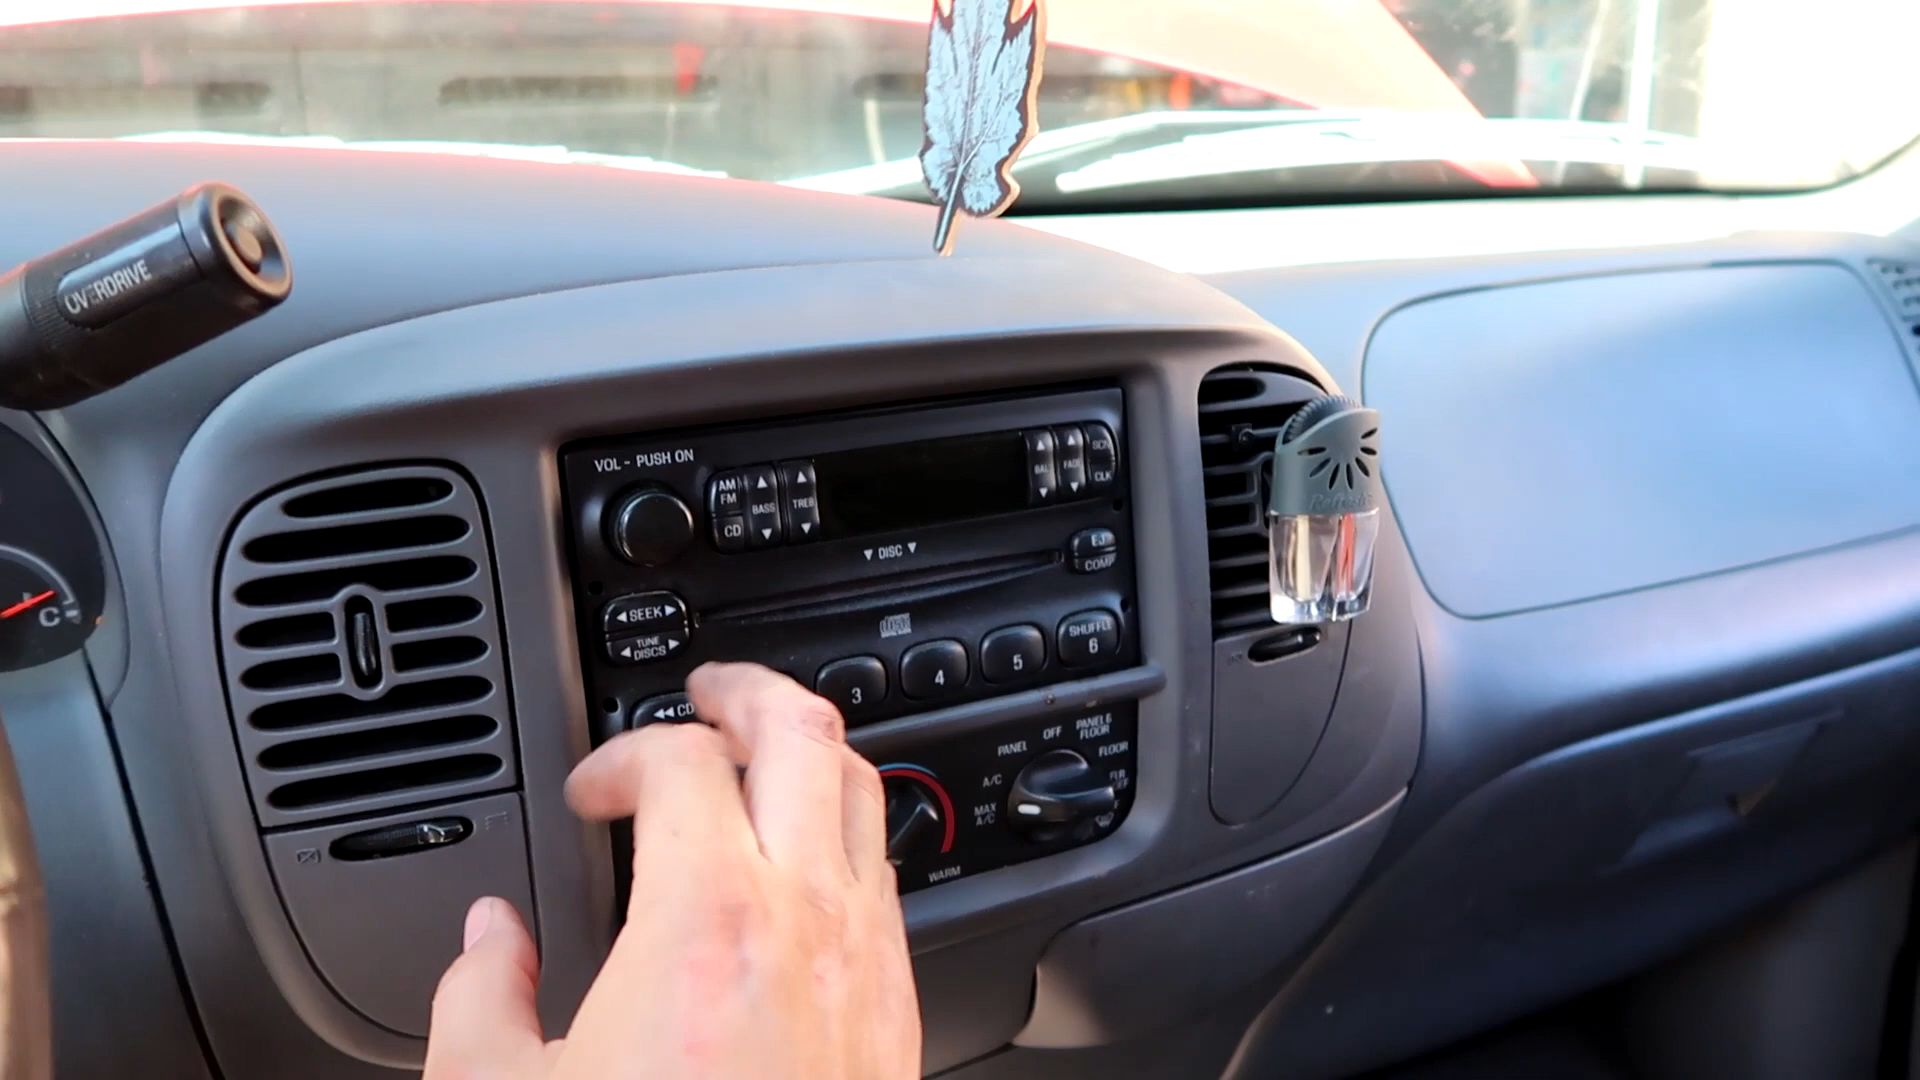 OVERDRIVE
VOL - PUSH ON
AM
FM
CD
BASS
TREB
BAL
FADE
SCN
CLK
▼ DISC ▼
EJ
COMP
◀ SEEK ▶
TUNE
◀ DISCS ▶
◀◀ CD
3
4
5
SHUFFLE
6
OFF
PANEL &
FLOOR
PANEL
FLOOR
A/C
MAX
A/C
WARM
C